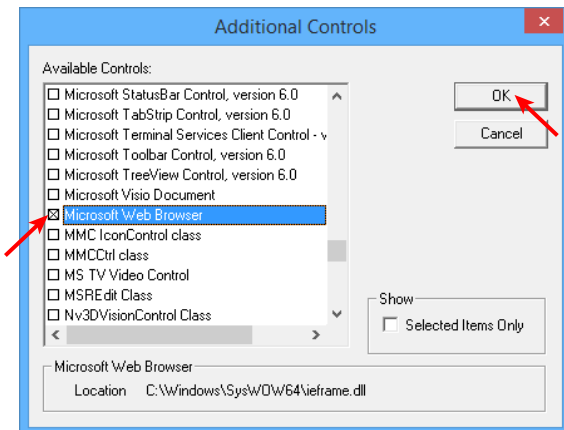 Additional Controls
Available Controls:
Microsoft StatusBar Control, version 6.0
Microsoft TabStrip Control, version 6.0
Microsoft Terminal Services Client Control - v
Microsoft Toolbar Control, version 6.0
Microsoft TreeView Control, version 6.0
Microsoft Visio Document
Microsoft Web Browser
MMC IconControl class
MMCCtrl class
MS TV Video Control
MSREdit Class
Nv3DVisionControl Class
OK
Cancel
Show
Selected Items Only
Microsoft Web Browser
Location C:\Windows\SysWOW64\ieframe.dll